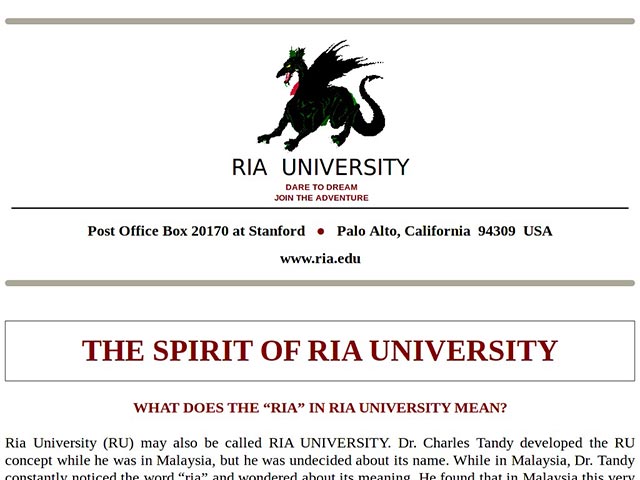 RIA UNIVERSITY
DARE TO DREAM
JOIN THE ADVENTURE
Post Office Box 20170 at Stanford ● Palo Alto, California 94309 USA
www.ria.edu
THE SPIRIT OF RIA UNIVERSITY
WHAT DOES THE “RIA” IN RIA UNIVERSITY MEAN?
Ria University (RU) may also be called RIA UNIVERSITY. Dr. Charles Tandy developed the RU
concept while he was in Malaysia, but he was undecided about its name. While in Malaysia, Dr. Tandy
constantly noticed the word “ria” and wondered about its meaning. He found that in Malaysia this very